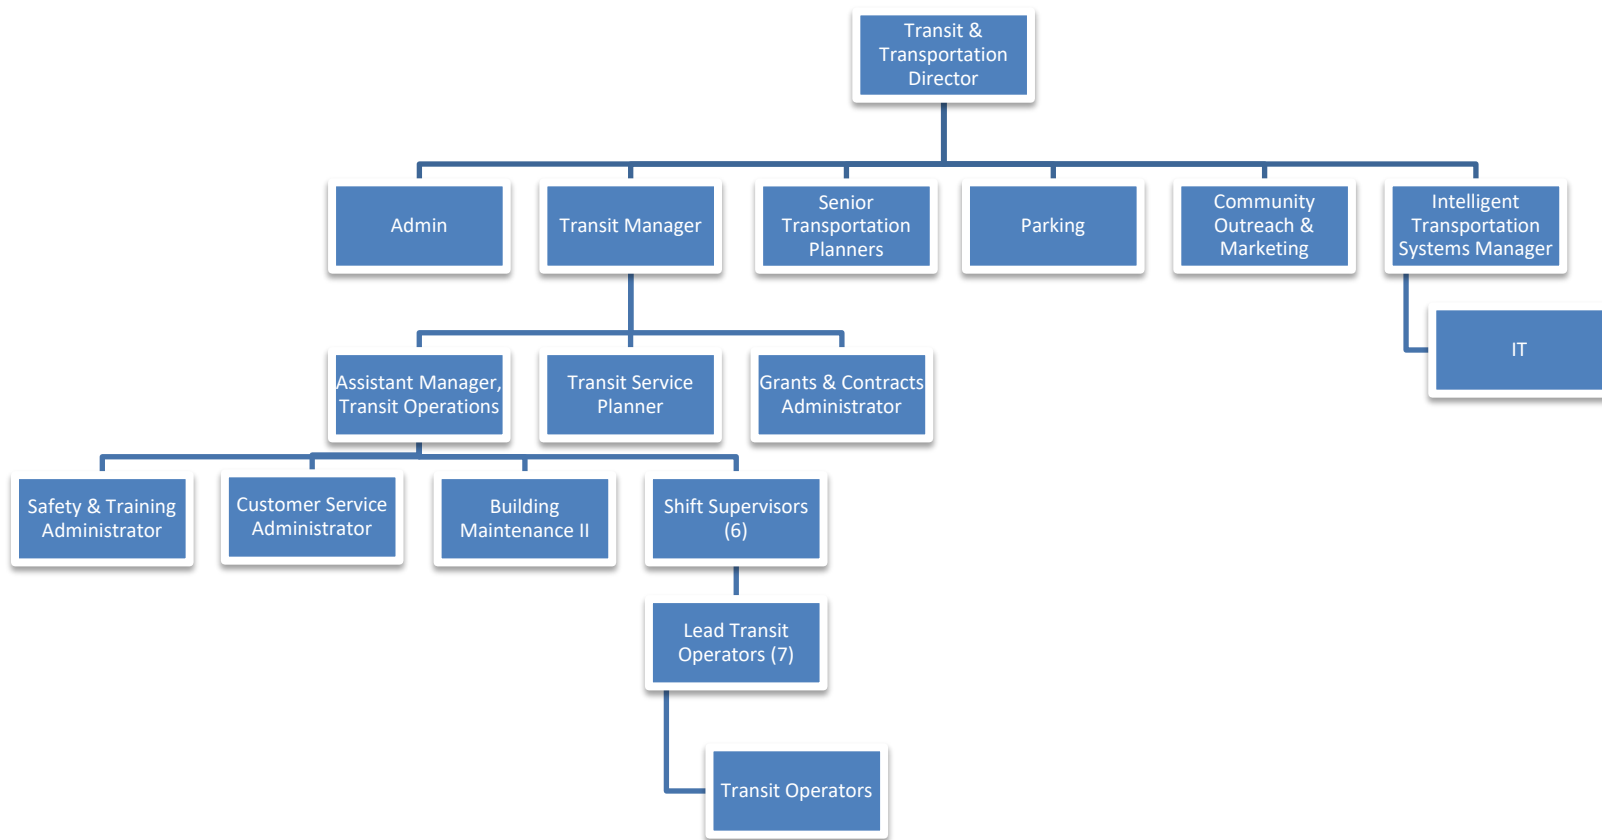 Transit &
Transportation
Director
Admin
Transit Manager
Senior
Transportation
Planners
Parking
Community
Outreach &
Marketing
Intelligent
Transportation
Systems Manager
IT
Assistant Manager,
Transit Operations
Transit Service
Planner
Grants & Contracts
Administrator
Safety & Training
Administrator
Customer Service
Administrator
Building
Maintenance II
Shift Supervisors
(6)
Lead Transit
Operators (7)
Transit Operators